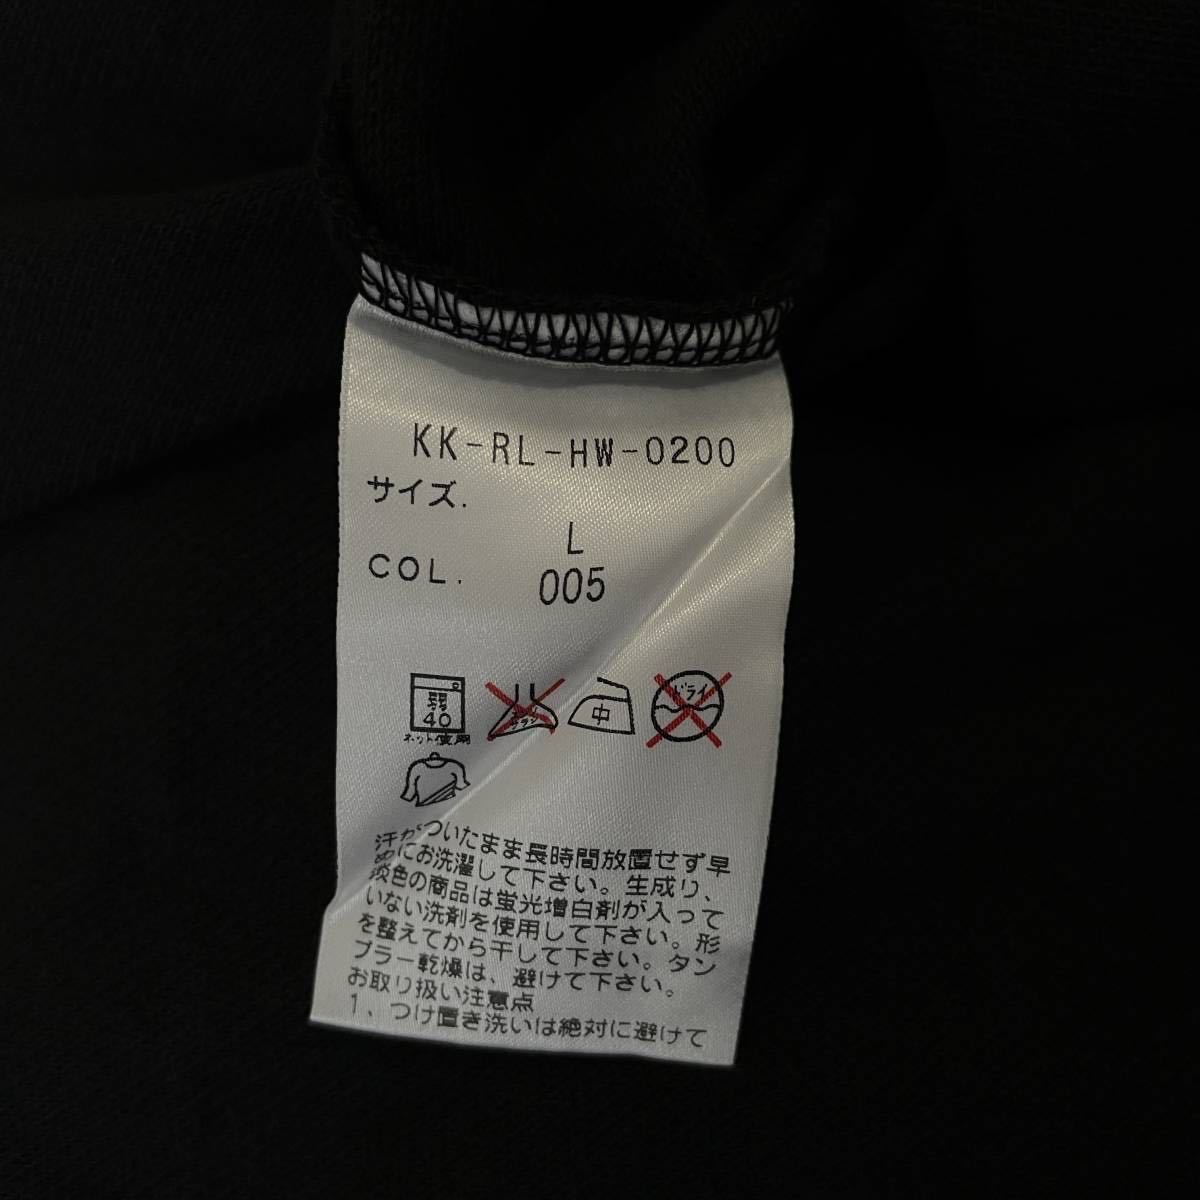 KK-RL-HW-0200
サイズ.
L
COL. 005
弱
40
ネット使用
エンソ
サラシ
中
ドライ
汗がついたまま長時間放置せず早
めにお洗濯して下さい。生成り、
淡色の商品は蛍光増白剤が入って
いない洗剤を使用して下さい。形
を整えてから干して下さい。タン
ブラー乾燥は、避けて下さい。
お取り扱い注意点
1、つけ置き洗いは絶対に避けて